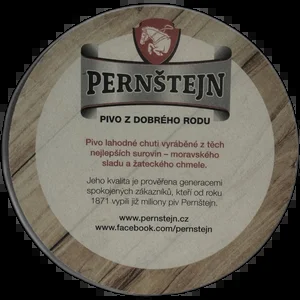 PERNŠTEJN
PIVO Z DOBRÉHO RODU
Pivo lahodné chuti vyráběné z těch
nejlepších surovin – moravského
sladu a žateckého chmele.
Jeho kvalita je prověřena generacemi
spokojených zákazníků, kteří od roku
1871 vypili již miliony piv Pernštejn.
www.pernstejn.cz
www.facebook.com/pernstejn